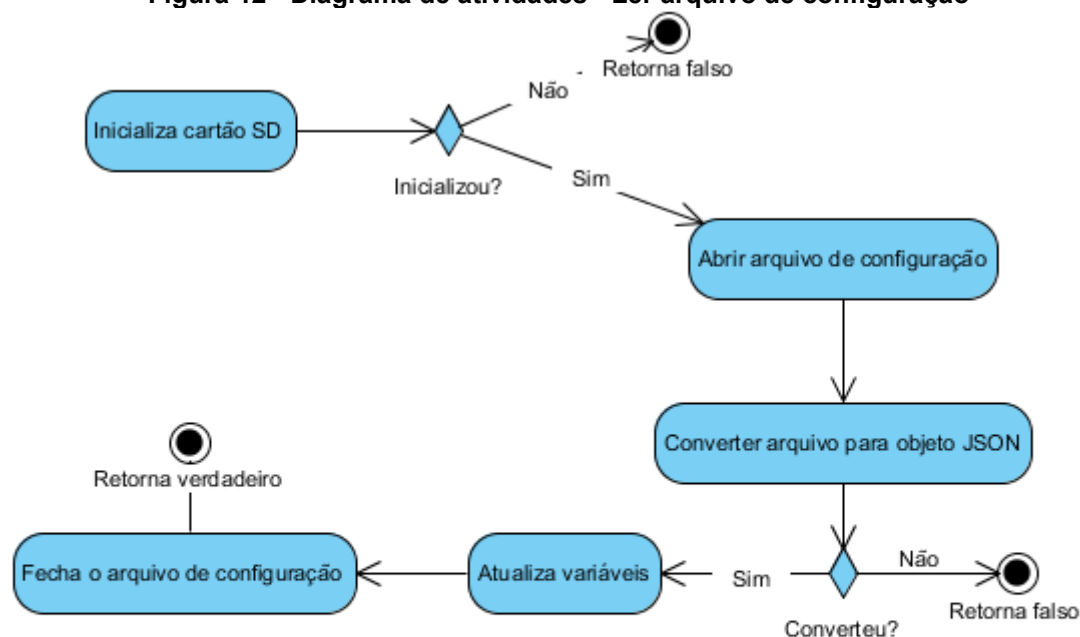 Figura 12 - Diagrama de atividades - Ler arquivo de configuração
Retorna falso
Não
Inicializa cartão SD
Inicializou?
Sim
Abrir arquivo de configuração
Converter arquivo para objeto JSON
Retorna verdadeiro
Fecha o arquivo de configuração
Atualiza variáveis
Sim
Não
Retorna falso
Converteu?